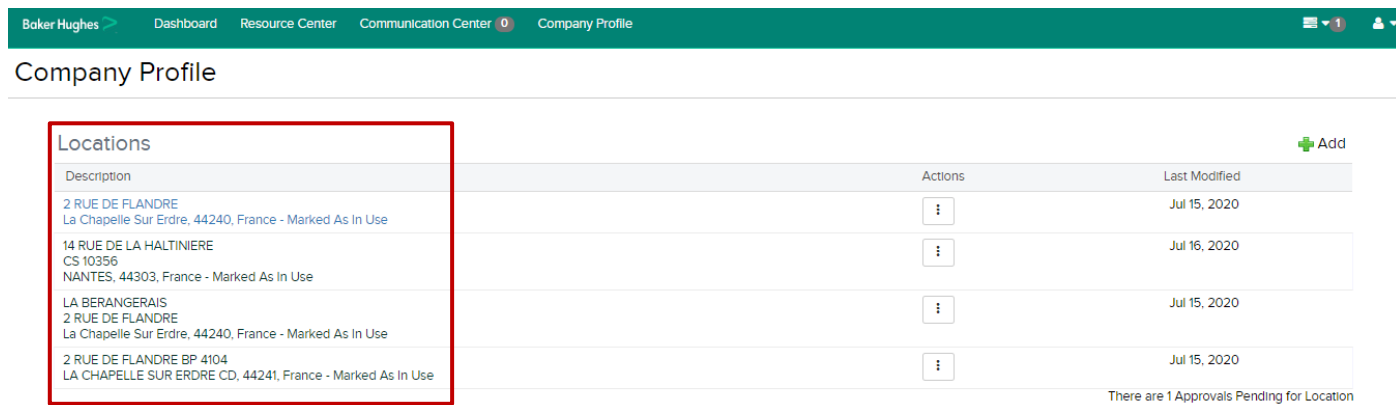 Baker Hughes Dashboard Resource Center Communication Center 0 Company Profile 1
Company Profile
Locations
Add
Description Actions Last Modified
2 RUE DE FLANDRE
La Chapelle Sur Erdre, 44240, France - Marked As In Use
Jul 15, 2020
14 RUE DE LA HALTINIERE
CS 10356
NANTES, 44303, France - Marked As In Use
Jul 16, 2020
LA BERANGERAIS
2 RUE DE FLANDRE
La Chapelle Sur Erdre, 44240, France - Marked As In Use
Jul 15, 2020
2 RUE DE FLANDRE BP 4104
LA CHAPELLE SUR ERDRE CD, 44241, France - Marked As In Use
Jul 15, 2020
There are 1 Approvals Pending for Location